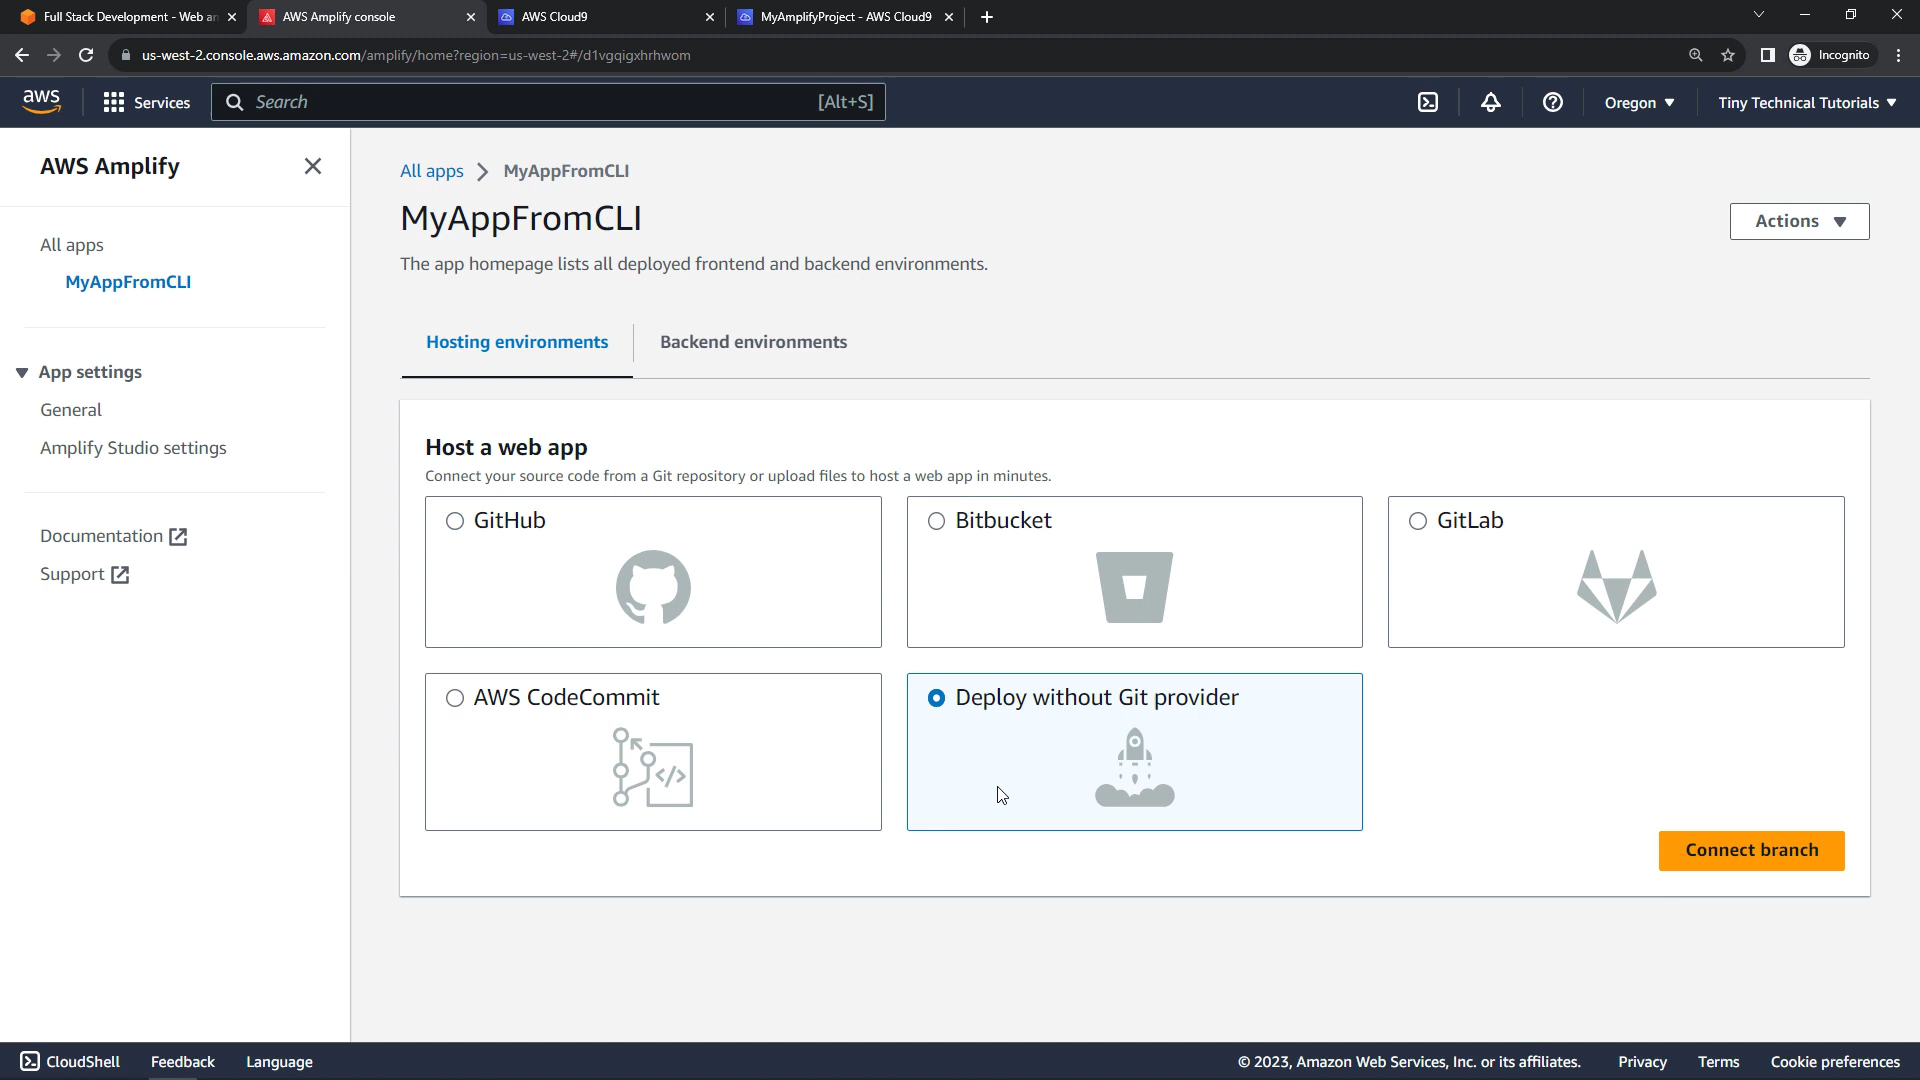 Full Stack Development - Web an
AWS Amplify console
AWS Cloud9
MyAmplifyProject - AWS Cloud9
us-west-2.console.aws.amazon.com/amplify/home?region=us-west-2#/d1vgqigxhrhwom
Incognito
aws
Services
Search
[Alt+S]
Oregon
Tiny Technical Tutorials
AWS Amplify
All apps
MyAppFromCLI
App settings
General
Amplify Studio settings
Documentation
Support
All apps > MyAppFromCLI
MyAppFromCLI
Actions
The app homepage lists all deployed frontend and backend environments.
Hosting environments
Backend environments
Host a web app
Connect your source code from a Git repository or upload files to host a web app in minutes.
GitHub
Bitbucket
GitLab
AWS CodeCommit
Deploy without Git provider
Connect branch
CloudShell
Feedback
Language
© 2023, Amazon Web Services, Inc. or its affiliates.
Privacy
Terms
Cookie preferences